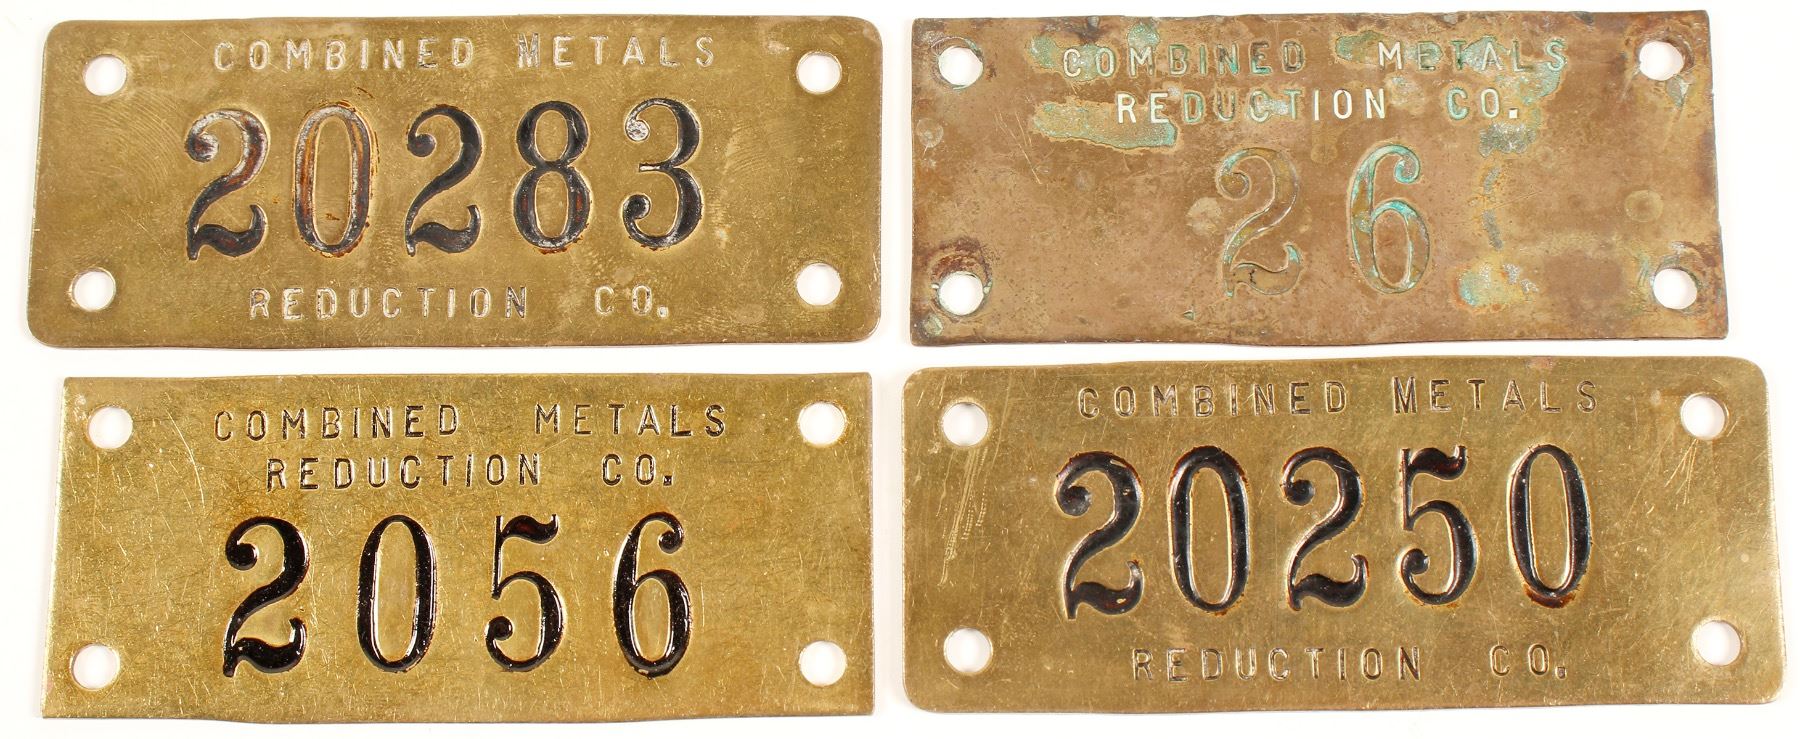 COMBINED METALS
20283
REDUCTION CO.
COMBINED METALS
REDUCTION CO.
26
COMBINED METALS
REDUCTION CO.
2056
COMBINED METALS
20250
REDUCTION CO.